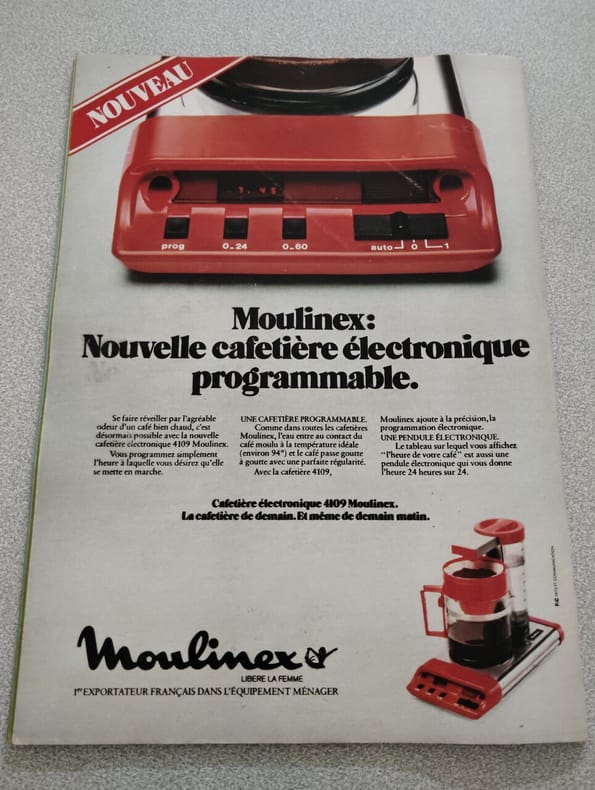 NOUVEAU
7.45
prog 0_24 0_60 auto 0 1
Moulinex:
Nouvelle cafetière électronique
programmable.
Se faire réveiller par l'agréable
odeur d'un café bien chaud, c'est
désormais possible avec la nouvelle
cafetière électronique 4109 Moulinex.
Vous programmez simplement
l'heure à laquelle vous désirez qu'elle
se mette en marche.
UNE CAFETIÈRE PROGRAMMABLE.
Comme dans toutes les cafetières
Moulinex, l'eau entre au contact du
café moulu à la température idéale
(environ 94°) et le café passe goutte
à goutte avec une parfaite régularité.
Avec la cafetière 4109,
Moulinex ajoute à la précision, la
programmation électronique.
UNE PENDULE ÉLECTRONIQUE.
Le tableau sur lequel vous affichez
"l'heure de votre café" est aussi une
pendule électronique qui vous donne
l'heure 24 heures sur 24.
Cafetière électronique 4109 Moulinex.
La cafetière de demain. Et même de demain matin.
Moulinex
LIBERE LA FEMME
1er EXPORTATEUR FRANÇAIS DANS L'ÉQUIPEMENT MÉNAGER